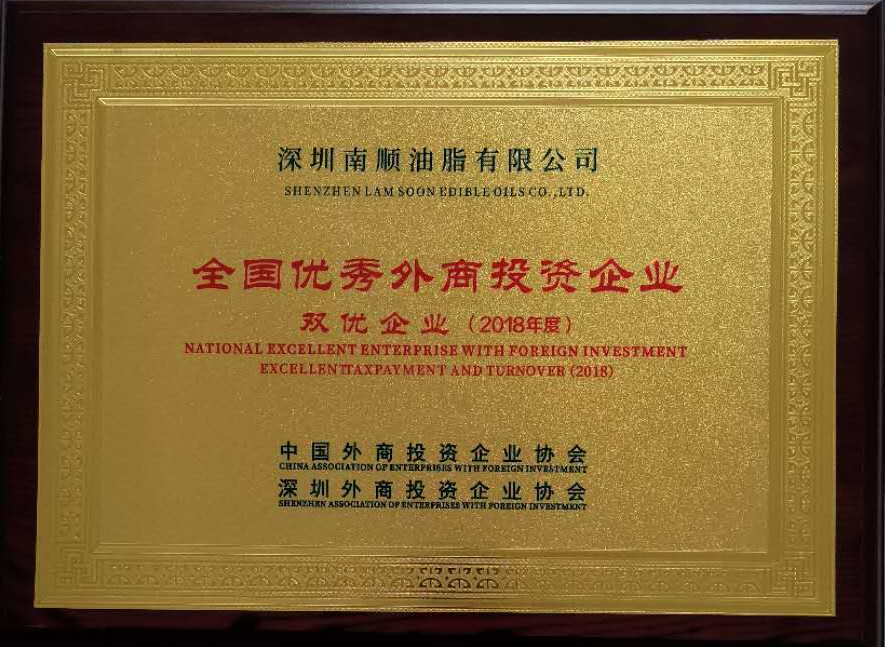 深圳南顺油脂有限公司
SHENZHEN LAM SOON EDIBLE OILS CO.,LTD.
全国优秀外商投资企业
双优企业（2018年度）
NATIONAL EXCELLENT ENTERPRISE WITH FOREIGN INVESTMENT
EXCELLENTTAXPAYMENT AND TURNOVER (2018)
中国外商投资企业协会
CHINA ASSOCIATION OF ENTERPRISES WITH FOREIGN INVESTMENT
深圳外商投资企业协会
SHENZHEN ASSOCIATION OF ENTERPRISES WITH FOREIGN INVESTMENT